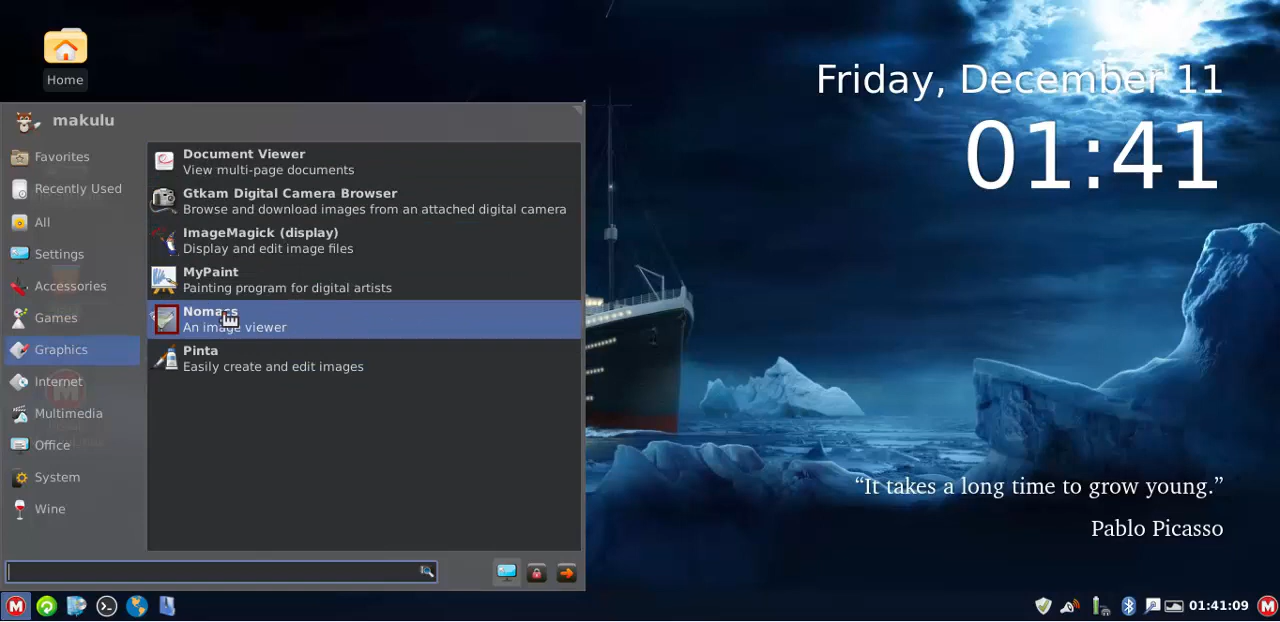 Home
Friday, December 11
01:41
makulu
Favorites
Recently Used
All
Settings
Accessories
Games
Graphics
Internet
Multimedia
Office
System
Wine
Document Viewer
View multi-page documents
Gtkam Digital Camera Browser
Browse and download images from an attached digital camera
ImageMagick (display)
Display and edit image files
MyPaint
Painting program for digital artists
Nomacs
An image viewer
Pinta
Easily create and edit images
“It takes a long time to grow young.”
Pablo Picasso
01:41:09